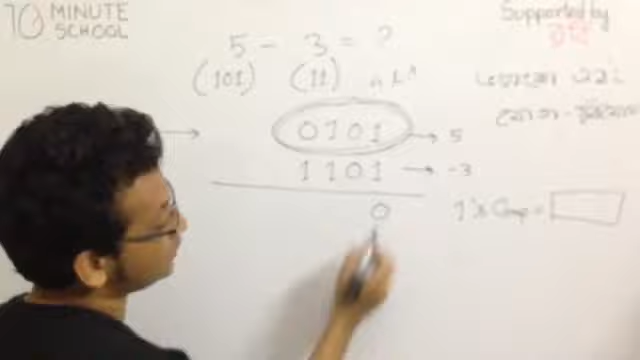 10 MINUTE SCHOOL
Supported by
5 - 3 = ?
(101) (11)
0101 → 5
1101 → -3
0
1's Comp =